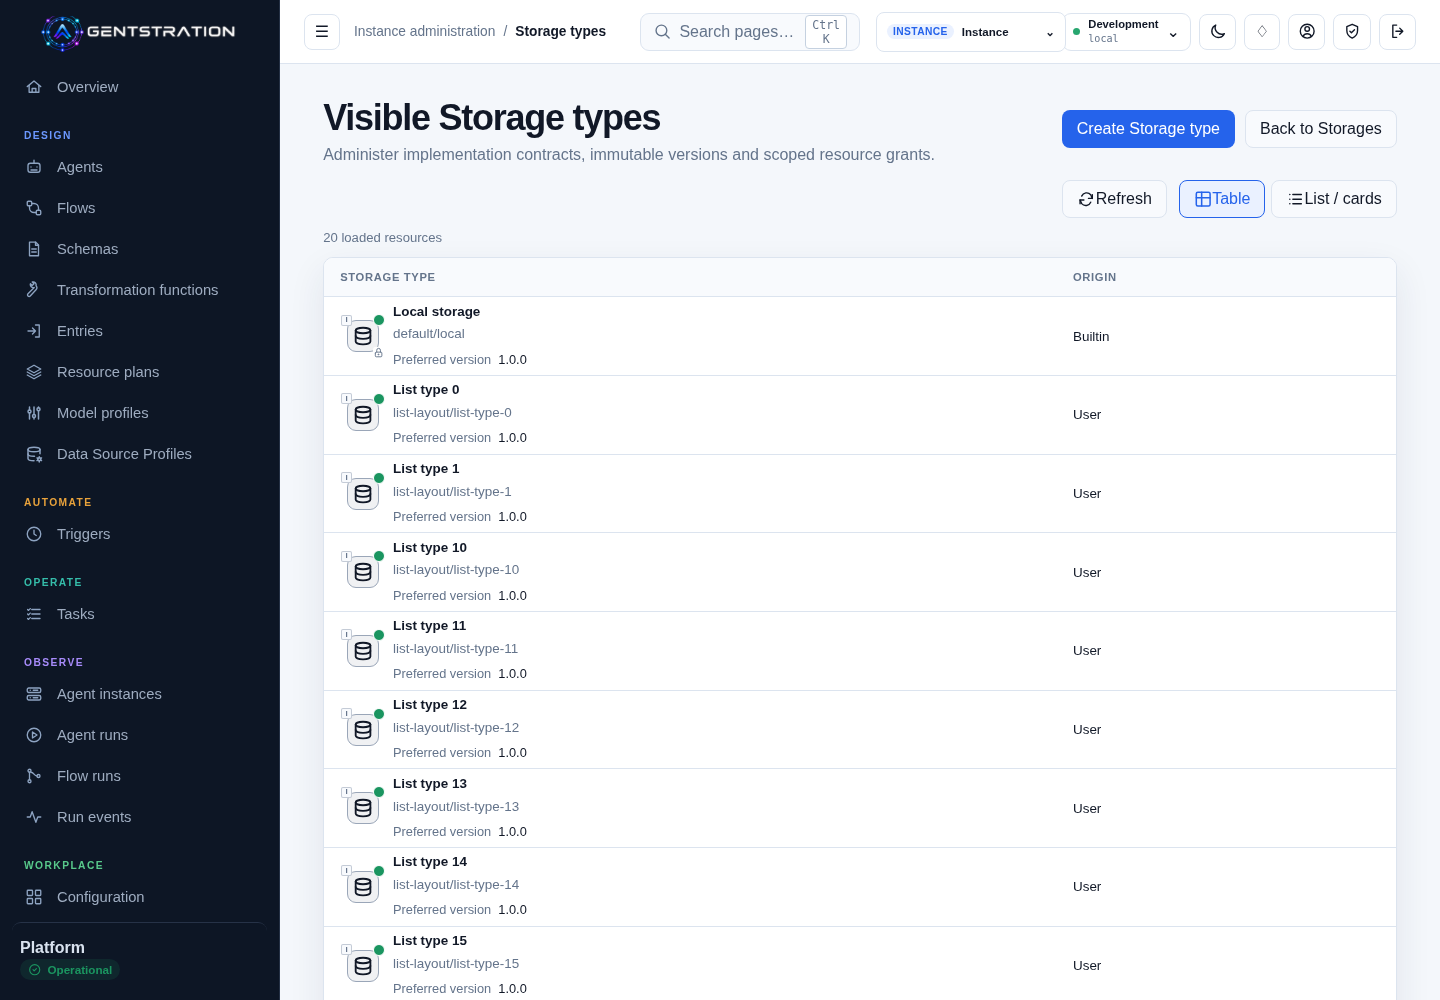 GENTSTRATION
Overview
DESIGN
Agents
Flows
Schemas
Transformation functions
Entries
Resource plans
Model profiles
Data Source Profiles
AUTOMATE
Triggers
OPERATE
Tasks
OBSERVE
Agent instances
Agent runs
Flow runs
Run events
WORKPLACE
Configuration
Platform
Operational
Instance administration / Storage types
Search pages…
Ctrl
K
INSTANCE Instance
Development
local
Visible Storage types
Administer implementation contracts, immutable versions and scoped resource grants.
Create Storage type
Back to Storages
Refresh
Table
List / cards
20 loaded resources
STORAGE TYPE
ORIGIN
I
Local storage
default/local
Preferred version 1.0.0
Builtin
I
List type 0
list-layout/list-type-0
Preferred version 1.0.0
User
I
List type 1
list-layout/list-type-1
Preferred version 1.0.0
User
I
List type 10
list-layout/list-type-10
Preferred version 1.0.0
User
I
List type 11
list-layout/list-type-11
Preferred version 1.0.0
User
I
List type 12
list-layout/list-type-12
Preferred version 1.0.0
User
I
List type 13
list-layout/list-type-13
Preferred version 1.0.0
User
I
List type 14
list-layout/list-type-14
Preferred version 1.0.0
User
I
List type 15
list-layout/list-type-15
Preferred version 1.0.0
User